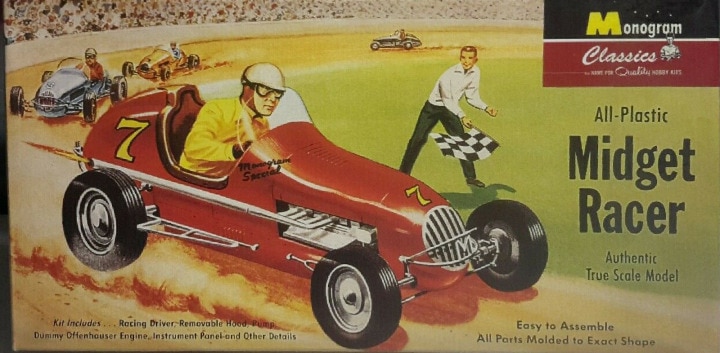 Monogram
Classics
THE NAME FOR Quality HOBBY KITS
All-Plastic
Midget
Racer
Authentic
True Scale Model
7
Monogram
Special
7
M
Kit Includes . . . Racing Driver, Removable Hood, Pump,
Dummy Offenhauser Engine, Instrument Panel and Other Details
Easy to Assemble
All Parts Molded to Exact Shape